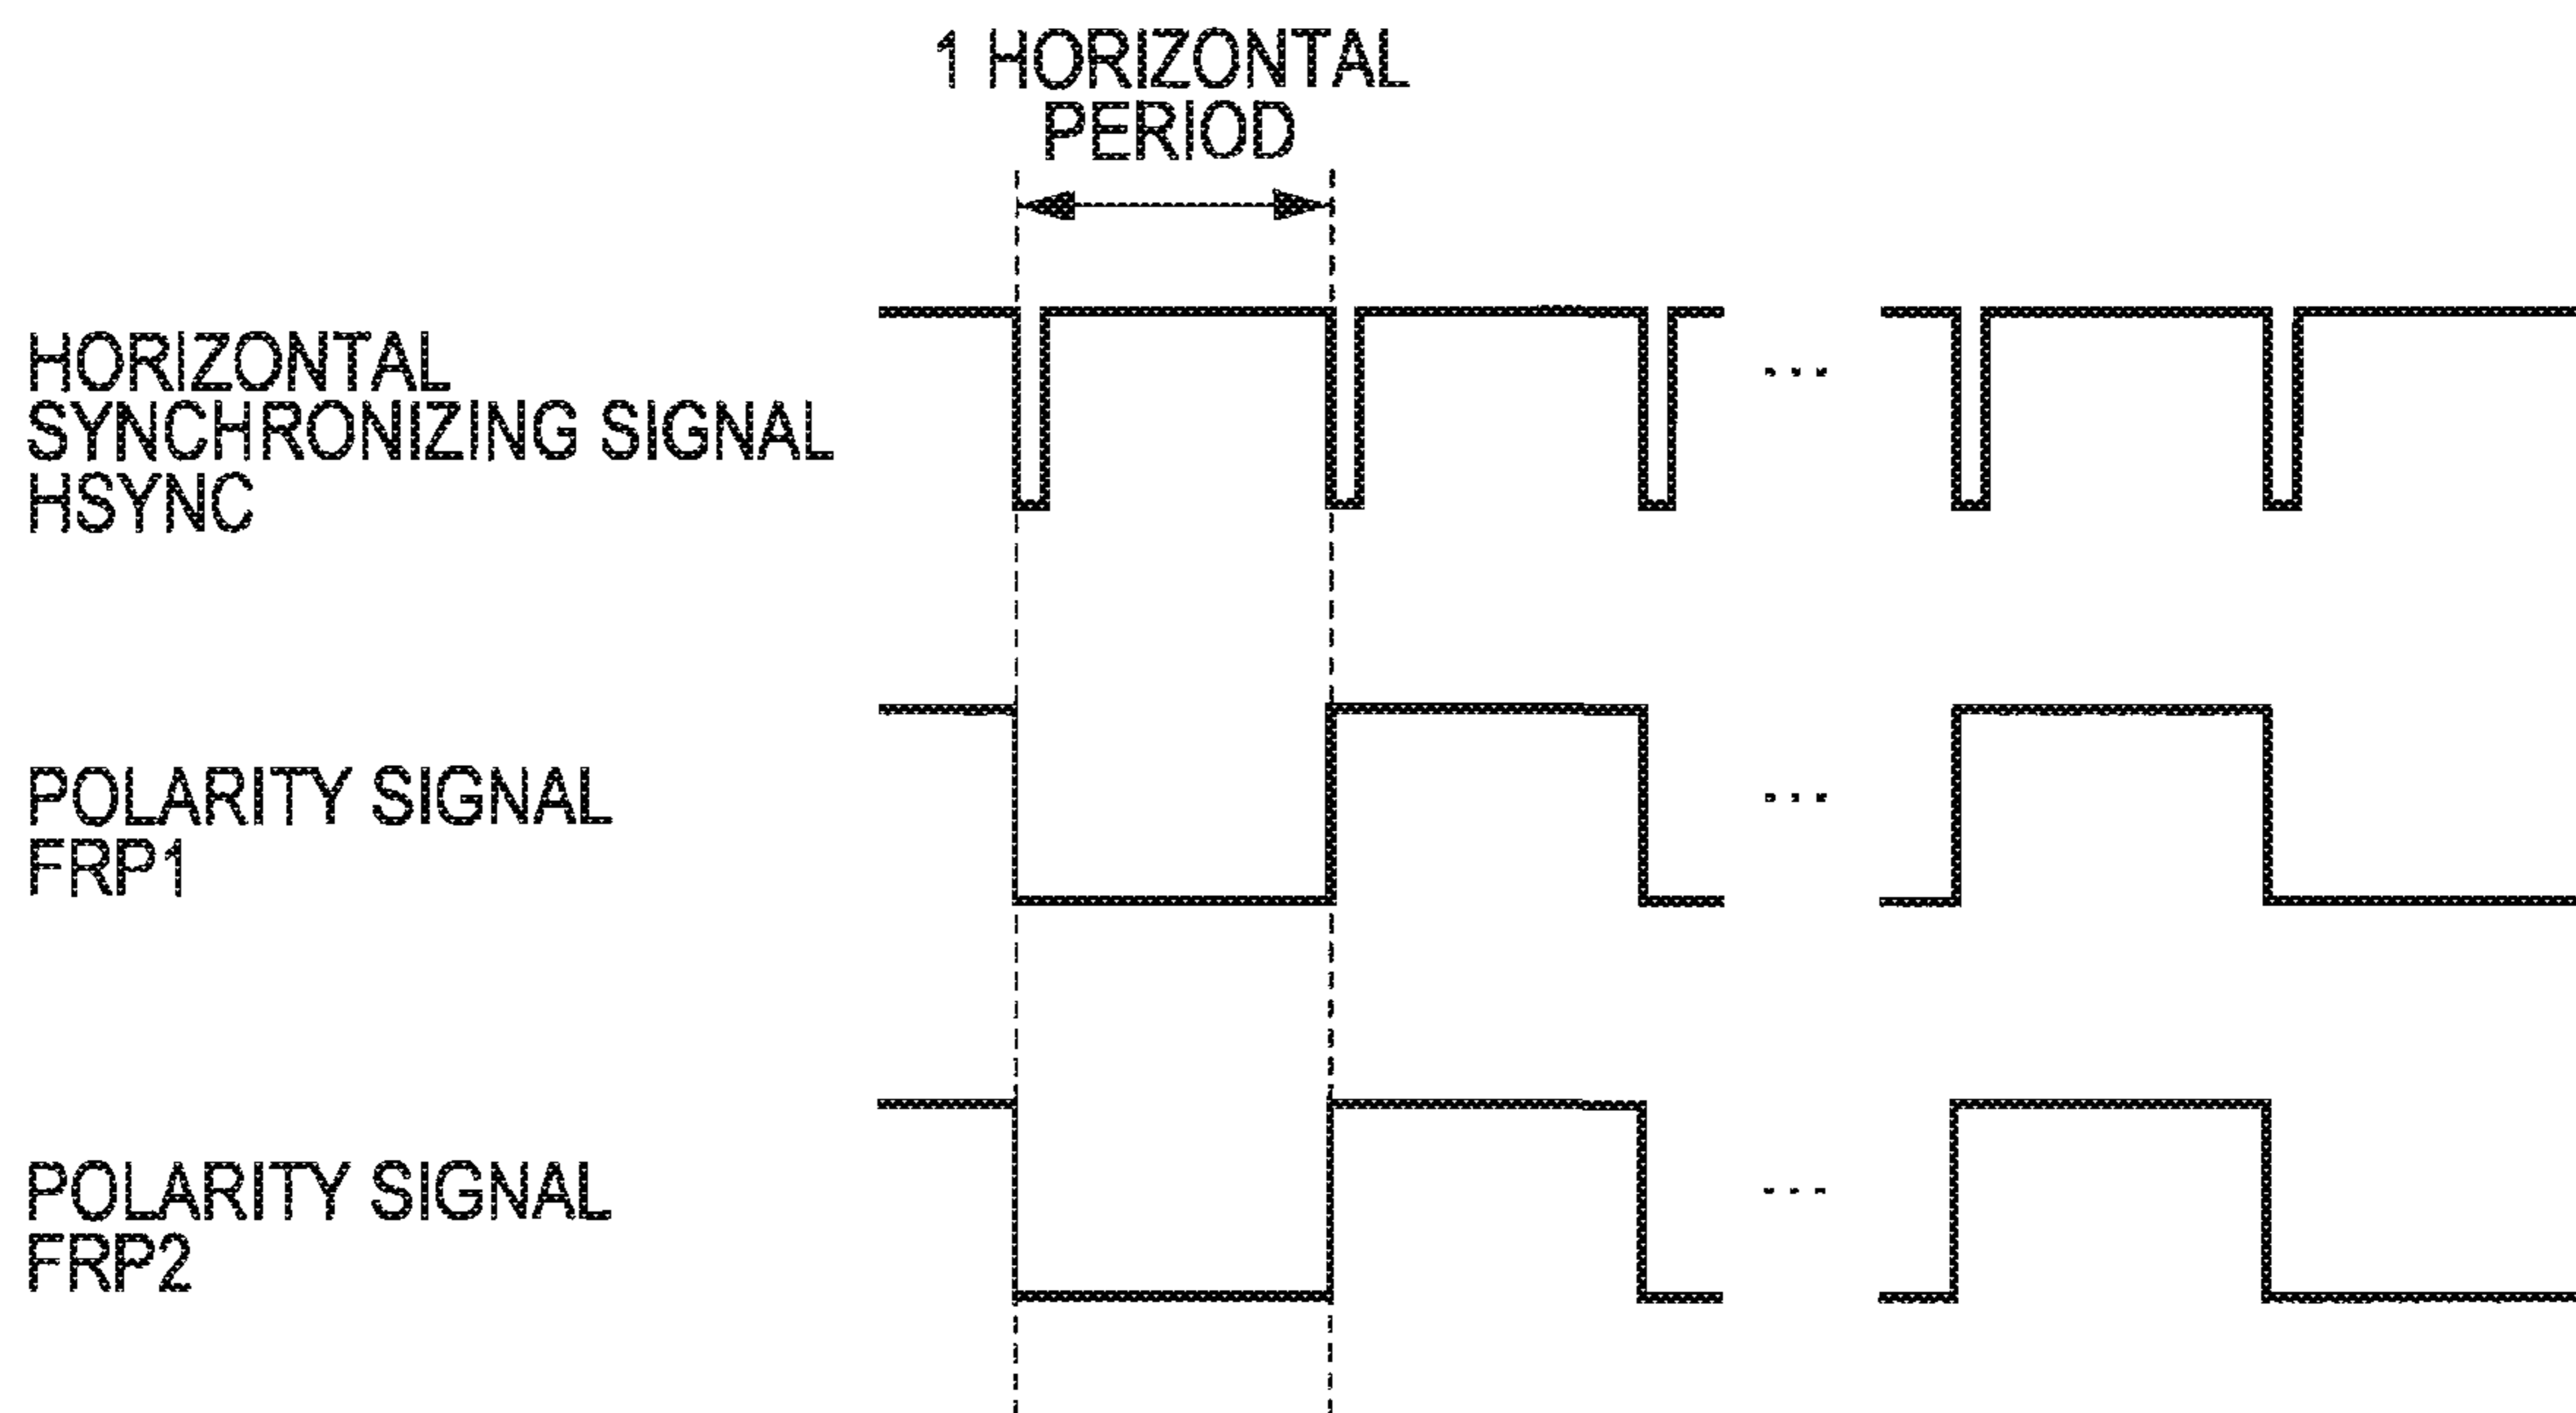 1 HORIZONTAL
PERIOD
HORIZONTAL
SYNCHRONIZING SIGNAL
HSYNC
...
POLARITY SIGNAL
FRP1
...
POLARITY SIGNAL
FRP2
...